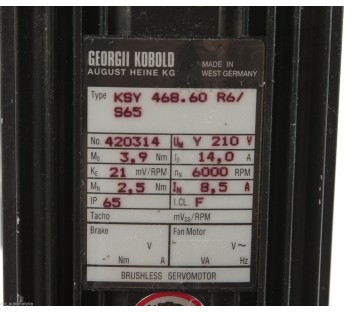 GEORGII KOBOLD
AUGUST HEINE KG
MADE IN
WEST GERMANY
Type KSY 468.60 R6/
S65
No. 420314 UN Y 210 V
M0 3,9 Nm I0 14,0 A
KE 21 mV/RPM nN 6000 RPM
MN 2,5 Nm IN 8,5 A
IP 65 I.CL. F
Tacho mVSS/RPM
Brake Fan Motor
V V~
Nm A VA Hz
BRUSHLESS SERVOMOTOR